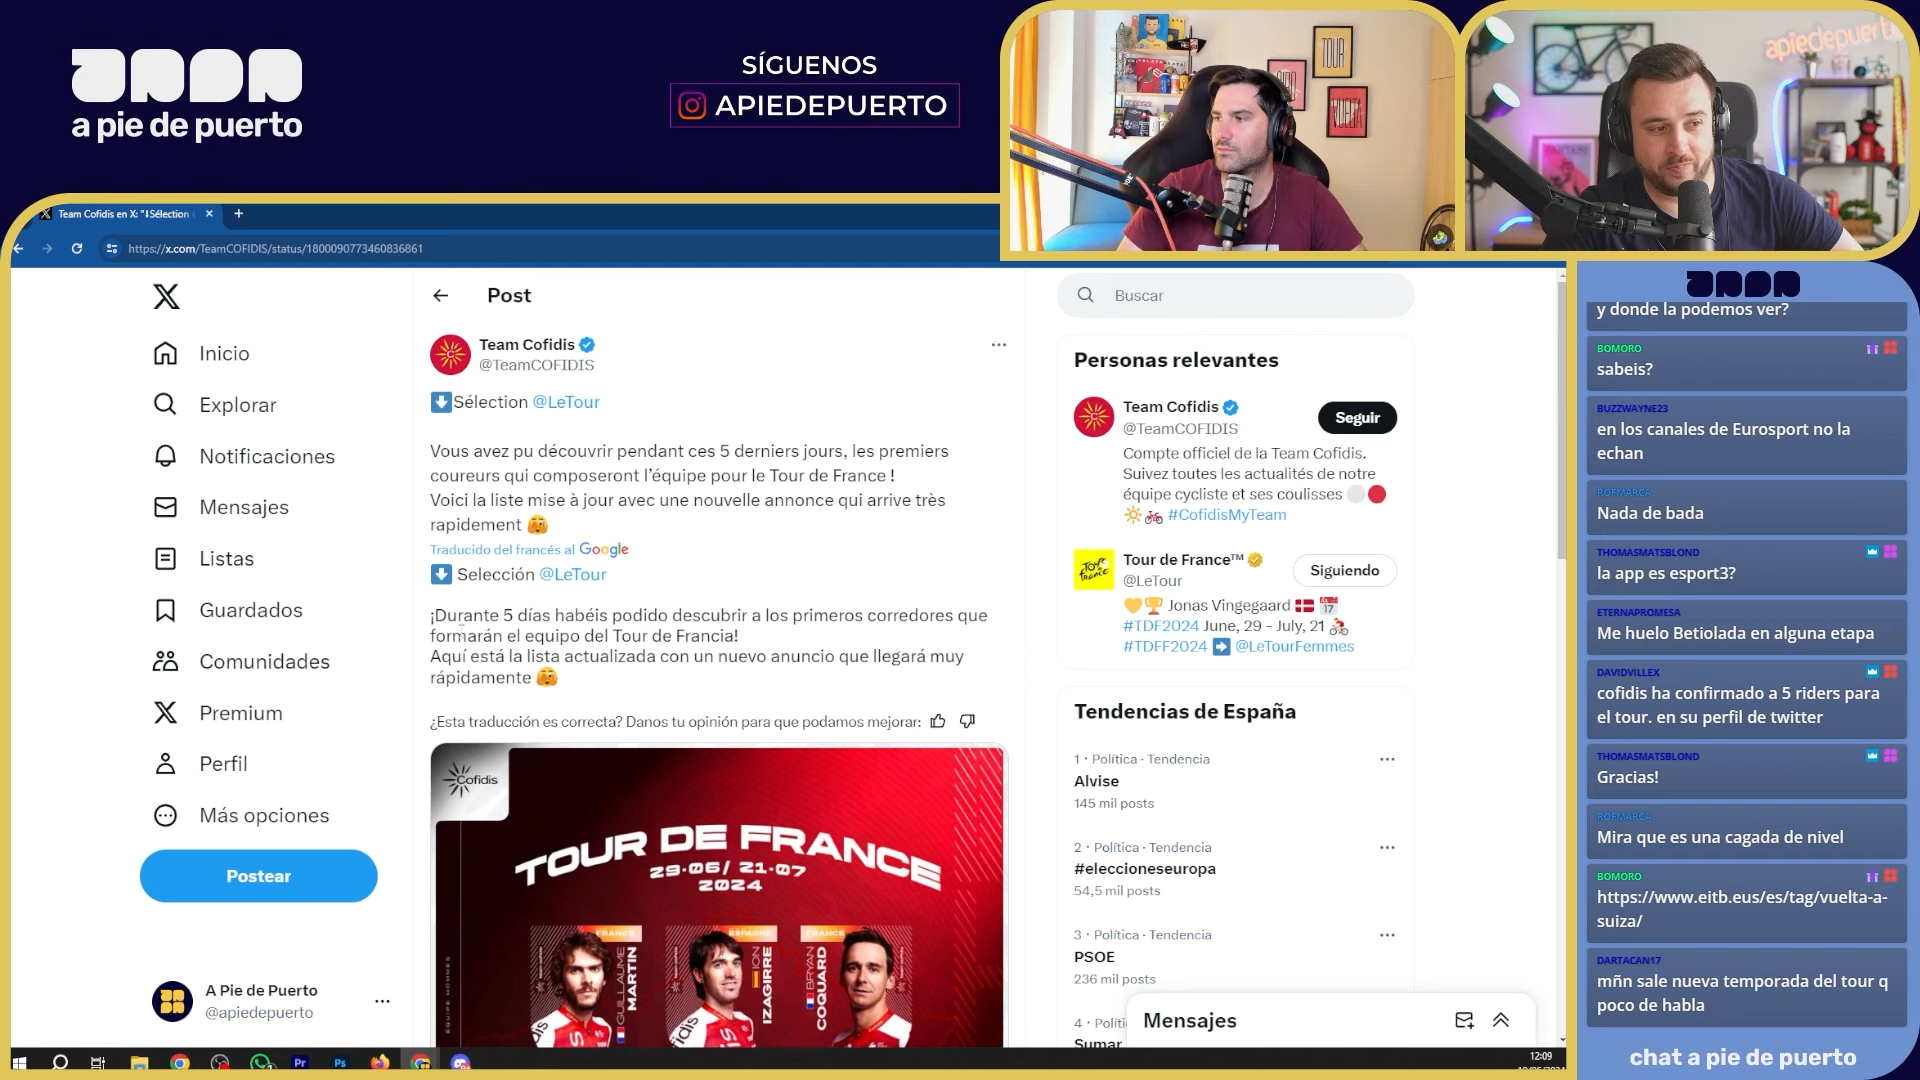 a pie de puerto
SÍGUENOS
APIEDEPUERTO
TOUR
GIRO
VUELTA
apiedepuerto
Team Cofidis en X: "⬇Sélection
https://x.com/TeamCOFIDIS/status/1800090773460836861
Inicio
Explorar
Notificaciones
Mensajes
Listas
Guardados
Comunidades
Premium
Perfil
Más opciones
Postear
A Pie de Puerto
@apiedepuerto
Post
Team Cofidis
@TeamCOFIDIS
⬇Sélection @LeTour
Vous avez pu découvrir pendant ces 5 derniers jours, les premiers
coureurs qui composeront l’équipe pour le Tour de France !
Voici la liste mise à jour avec une nouvelle annonce qui arrive très
rapidement 🫣
Traducido del francés al Google
⬇ Selección @LeTour
¡Durante 5 días habéis podido descubrir a los primeros corredores que
formarán el equipo del Tour de Francia!
Aquí está la lista actualizada con un nuevo anuncio que llegará muy
rápidamente 🫣
¿Esta traducción es correcta? Danos tu opinión para que podamos mejorar:
Cofidis
TOUR DE FRANCE
29-06/ 21-07
2024
EQUIPE HOMMES
FRANCE
GUILLAUME
MARTIN
ESPAGNE
ION
IZAGIRRE
FRANCE
BRYAN
COQUARD
Buscar
Personas relevantes
Team Cofidis
@TeamCOFIDIS
Seguir
Compte officiel de la Team Cofidis.
Suivez toutes les actualités de notre
équipe cycliste et ses coulisses ⚪🔴
☀🚲 #CofidisMyTeam
Tour de France™
@LeTour
Siguiendo
💛🏆 Jonas Vingegaard 🇩🇰 📅
#TDF2024 June, 29 - July, 21 🚴
#TDFF2024 ➡ @LeTourFemmes
Tendencias de España
1 · Política · Tendencia
Alvise
145 mil posts
2 · Política · Tendencia
#eleccioneseuropa
54,5 mil posts
3 · Política · Tendencia
PSOE
236 mil posts
4 · Políti
Sumar
Mensajes
12:09
y donde la podemos ver?
BOMORO
sabeis?
BUZZWAYNE23
en los canales de Eurosport no la
echan
ROFMARCA
Nada de bada
THOMASMATSBLOND
la app es esport3?
ETERNAPROMESA
Me huelo Betiolada en alguna etapa
DAVIDVILLEX
cofidis ha confirmado a 5 riders para
el tour. en su perfil de twitter
THOMASMATSBLOND
Gracias!
ROFMARCA
Mira que es una cagada de nivel
BOMORO
https://www.eitb.eus/es/tag/vuelta-a-
suiza/
DARTACAN17
mñn sale nueva temporada del tour q
poco de habla
chat a pie de puerto